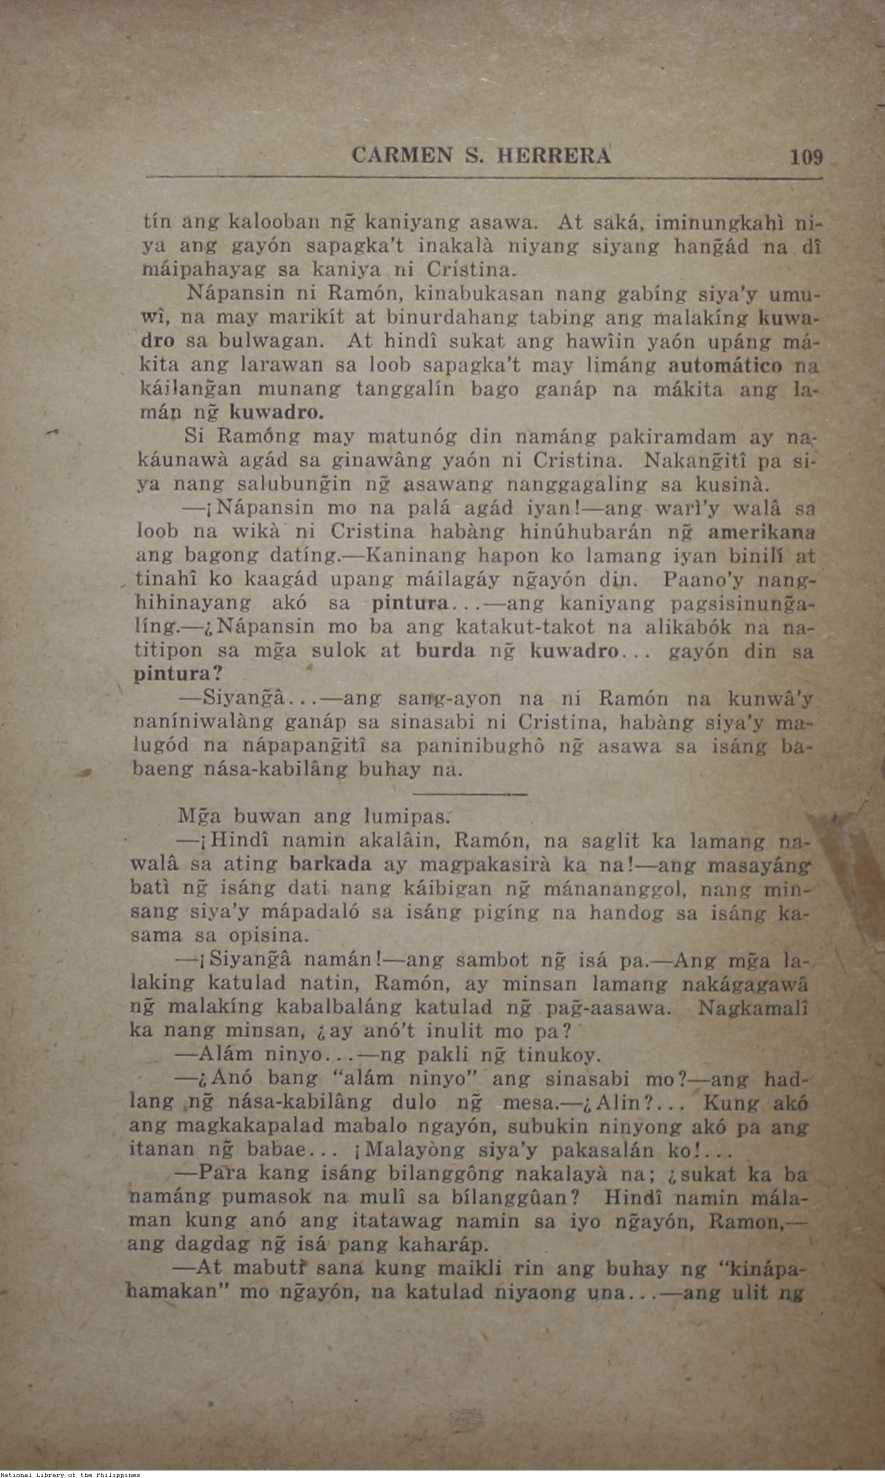 CARMEN S. HERRERA 109
tín ang kalooban ng̃ kaniyang asawa. At saká, iminungkahì ni-
ya ang gayón sapagka't inakalà niyang siyang hang̃ád na dî
máipahayag sa kaniya ni Cristina.
Nápansin ni Ramón, kinabukasan nang gabíng siya'y umu-
wî, na may marikít at binurdahang tabing ang malakíng kuwa-
dro sa bulwagan. At hindî sukat ang hawîin yaón upáng má-
kita ang larawan sa loob sapagka't may limáng automático na
káilang̃an munang tanggalín bago ganáp na mákita ang la-
mán ng̃ kuwadro.
Si Ramóng may matunóg din namáng pakiramdam ay na-
káunawà agád sa ginawâng yaón ni Cristina. Nakang̃itî pa si-
ya nang salubung̃in ng̃ asawang nanggagaling sa kusinà.
—¡Nápansin mo na palá agád iyan!—ang warì'y walâ sa
loob na wikà ni Cristina habàng hinúhubarán ng̃ amerikana
ang bagong datíng.—Kaninang hapon ko lamang iyan binilí at
tinahî ko kaagád upang máilagáy ng̃ayón din. Paano'y nang-
hihinayang akó sa pintura...—ang kaniyang pagsisinung̃a-
líng.—¿Nápansin mo ba ang katakut-takot na alikabók na na-
titipon sa mg̃a sulok at burda ng̃ kuwadro... gayón din sa
pintura?
—Siyang̃â...—ang sang-ayon na ni Ramón na kunwâ'y
naníniwalàng ganáp sa sinasabi ni Cristina, habàng siya'y ma-
lugód na nápapang̃itî sa paninibughô ng̃ asawa sa isáng ba-
baeng nása-kabilâng buhay na.
Mg̃a buwan ang lumipas.
—¡Hindî namin akalâin, Ramón, na saglit ka lamang na-
walâ sa ating barkada ay magpakasirà ka na!—ang masayáng
batì ng̃ isáng dati nang káibigan ng̃ mánananggol, nang min-
sang siya'y mápadaló sa isáng pigíng na handog sa isáng ka-
sama sa opisina.
—¡Siyang̃â namán!—ang sambot ng̃ isá pa.—Ang mg̃a la-
laking katulad natin, Ramón, ay minsan lamang nakágagawâ
ng̃ malakíng kabalbaláng katulad ng̃ pag̃-aasawa. Nagkamalî
ka nang minsan, ¿ay anó't inulit mo pa?
—Alám ninyo...—ng pakli ng̃ tinukoy.
—¿Anó bang "alám ninyo" ang sinasabi mo?—ang had-
lang ng̃ nása-kabilâng dulo ng̃ mesa.—¿Alin?... Kung akó
ang magkakapalad mabalo ngayón, subukin ninyong akó pa ang
itanan ng̃ babae... ¡Malayòng siya'y pakasalán ko!...
—Para kang isáng bilanggông nakalayà na; ¿sukat ka ba
namáng pumasok na mulî sa bílanggûan? Hindî namin mála-
man kung anó ang itatawag namin sa iyo ng̃ayón, Ramon,—
ang dagdag ng̃ isá pang kaharáp.
—At mabuti sana kung maikli rin ang buhay ng "kinápa-
hamakan" mo ng̃ayón, na katulad niyaong una...—ang ulit ng
National Library of the Philippines